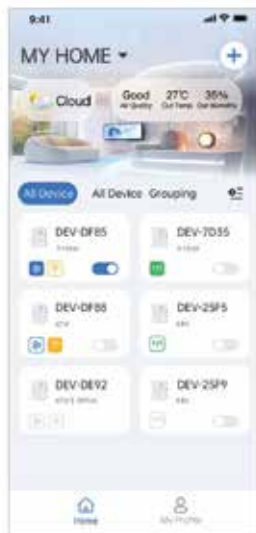 9:41
MY HOME
Cloud Good 27°C 35%
Air Quality Out Temp Out Humidity
All Device All Device Grouping
DEV-DF85 DEV-7D35
DEV-DF88 DEV-25F5
DEV-DE92 DEV-25F9
Home My Profile